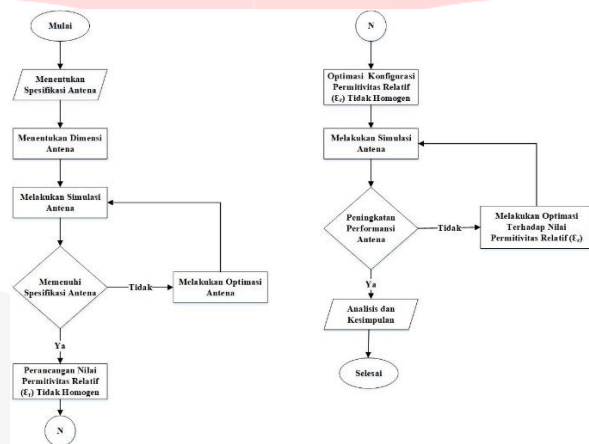 Mulai
Menentukan
Spesifikasi Antena
Menentukan Dimensi
Antena
Melakukan Simulasi
Antena
Memenuhi
Spesifikasi Antena
Tidak
Melakukan Optimasi
Antena
Ya
Perancangan Nilai
Permitivitas Relatif
(Ɛr) Tidak Homogen
N
N
Optimasi Konfigurasi
Permitivitas Relatif
(Ɛr) Tidak Homogen
Melakukan Simulasi
Antena
Peningkatan
Performansi
Antena
Tidak
Melakukan Optimasi
Terhadap Nilai
Permitivitas Relatif (Ɛr)
Ya
Analisis dan
Kesimpulan
Selesai